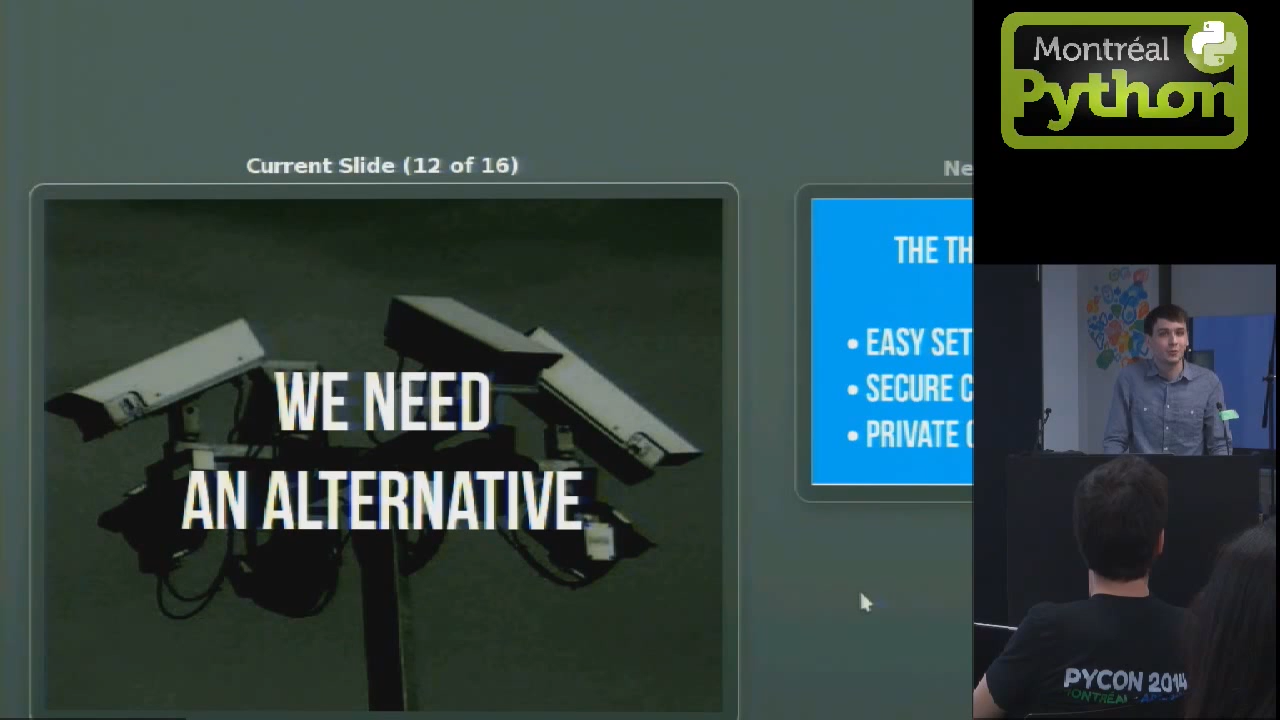 Current Slide (12 of 16)
WE NEED
AN ALTERNATIVE
Ne
THE TH
• EASY SET
• SECURE C
• PRIVATE
Montréal
Python
PYCON 2014
MONTRÉAL